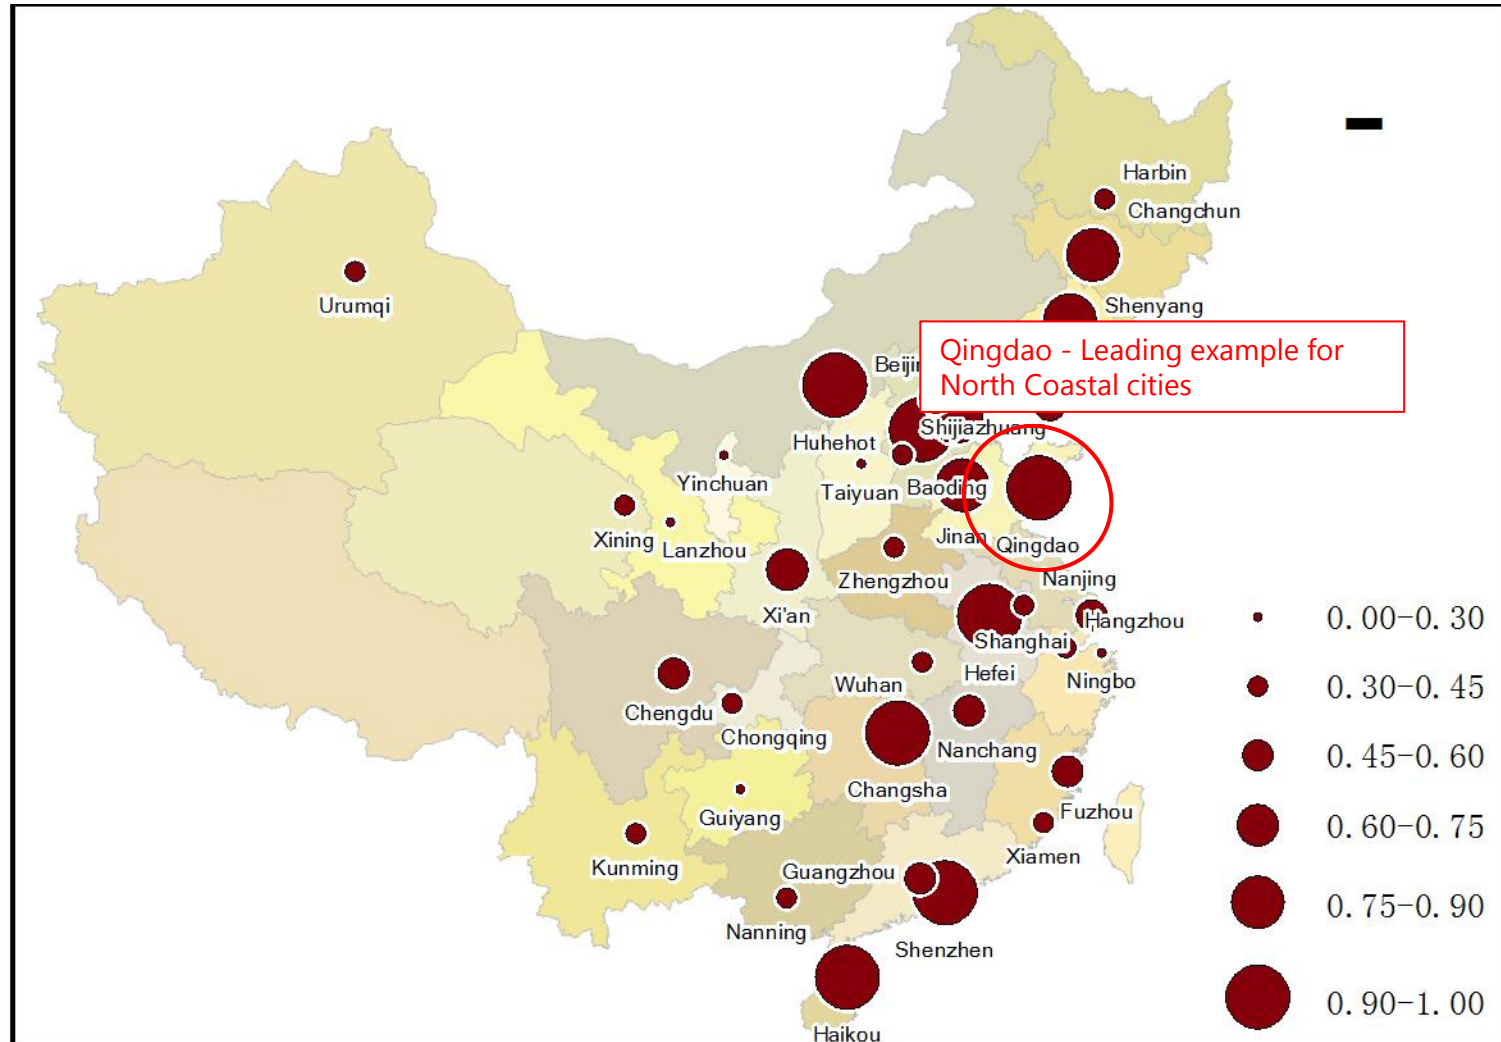 Harbin
Changchun
Urumqi
Shenyang
Qingdao - Leading example for
North Coastal cities
Beijin
Shijiazhuang
Huhehot
Yinchuan
Taiyuan
Baoding
Xining
Lanzhou
Jinan
Qingdao
Zhengzhou
Nanjing
Xi'an
Hangzhou
Shanghai
Ningbo
Wuhan
Hefei
Chengdu
Chongqing
Nanchang
Changsha
Guiyang
Fuzhou
Xiamen
Kunming
Guangzhou
Nanning
Shenzhen
Haikou
0.00-0.30
0.30-0.45
0.45-0.60
0.60-0.75
0.75-0.90
0.90-1.00